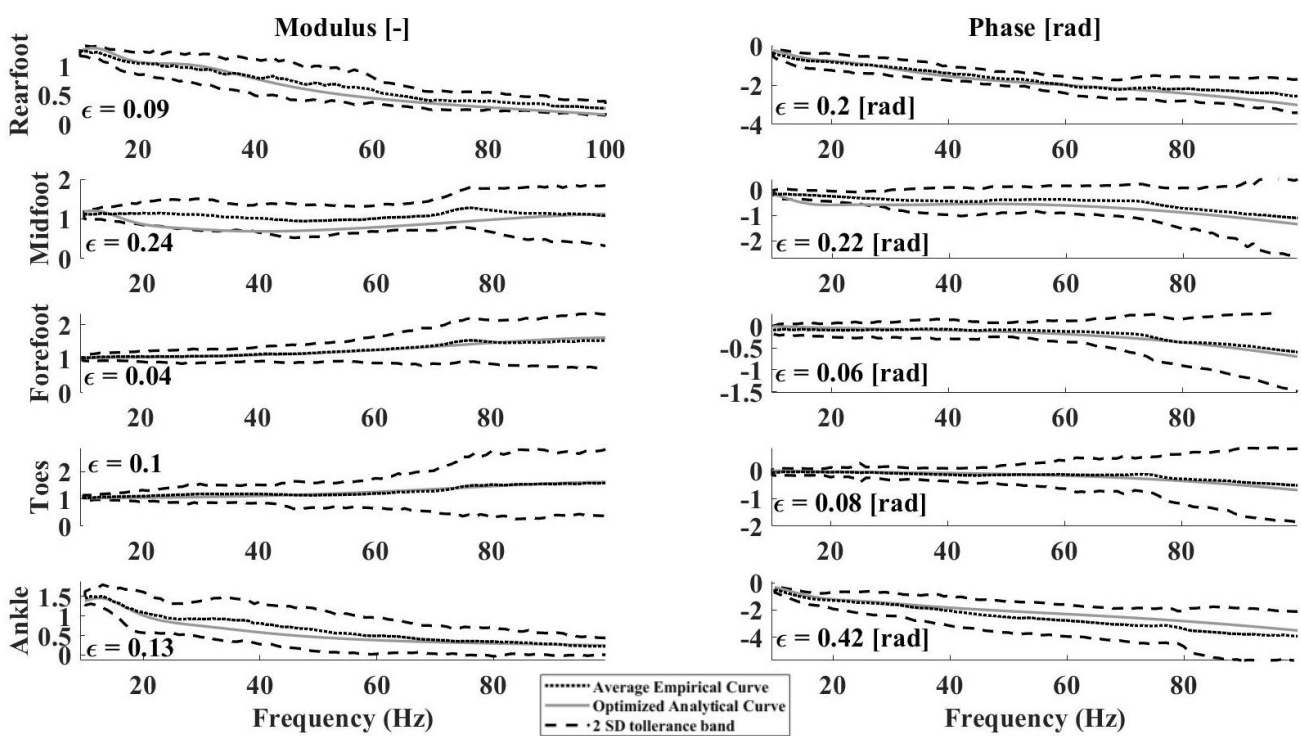 Modulus [-]
Phase [rad]
Rearfoot
1
0.5
0
ϵ = 0.09
20 40 60 80 100
0
-2
-4
ϵ = 0.2 [rad]
20 40 60 80
Midfoot
2
1
0
ϵ = 0.24
20 40 60 80
0
-1
-2
ϵ = 0.22 [rad]
20 40 60 80
Forefoot
2
1
0
ϵ = 0.04
20 40 60 80
0
-0.5
-1
-1.5
ϵ = 0.06 [rad]
20 40 60 80
Toes
2
1
0
ϵ = 0.1
20 40 60 80
0
-1
-2
ϵ = 0.08 [rad]
20 40 60 80
Ankle
1.5
0.5
0
ϵ = 0.13
20 40 60 80
0
-2
-4
ϵ = 0.42 [rad]
20 40 60 80
Frequency (Hz)
Average Empirical Curve
Optimized Analytical Curve
2 SD tollerance band
Frequency (Hz)